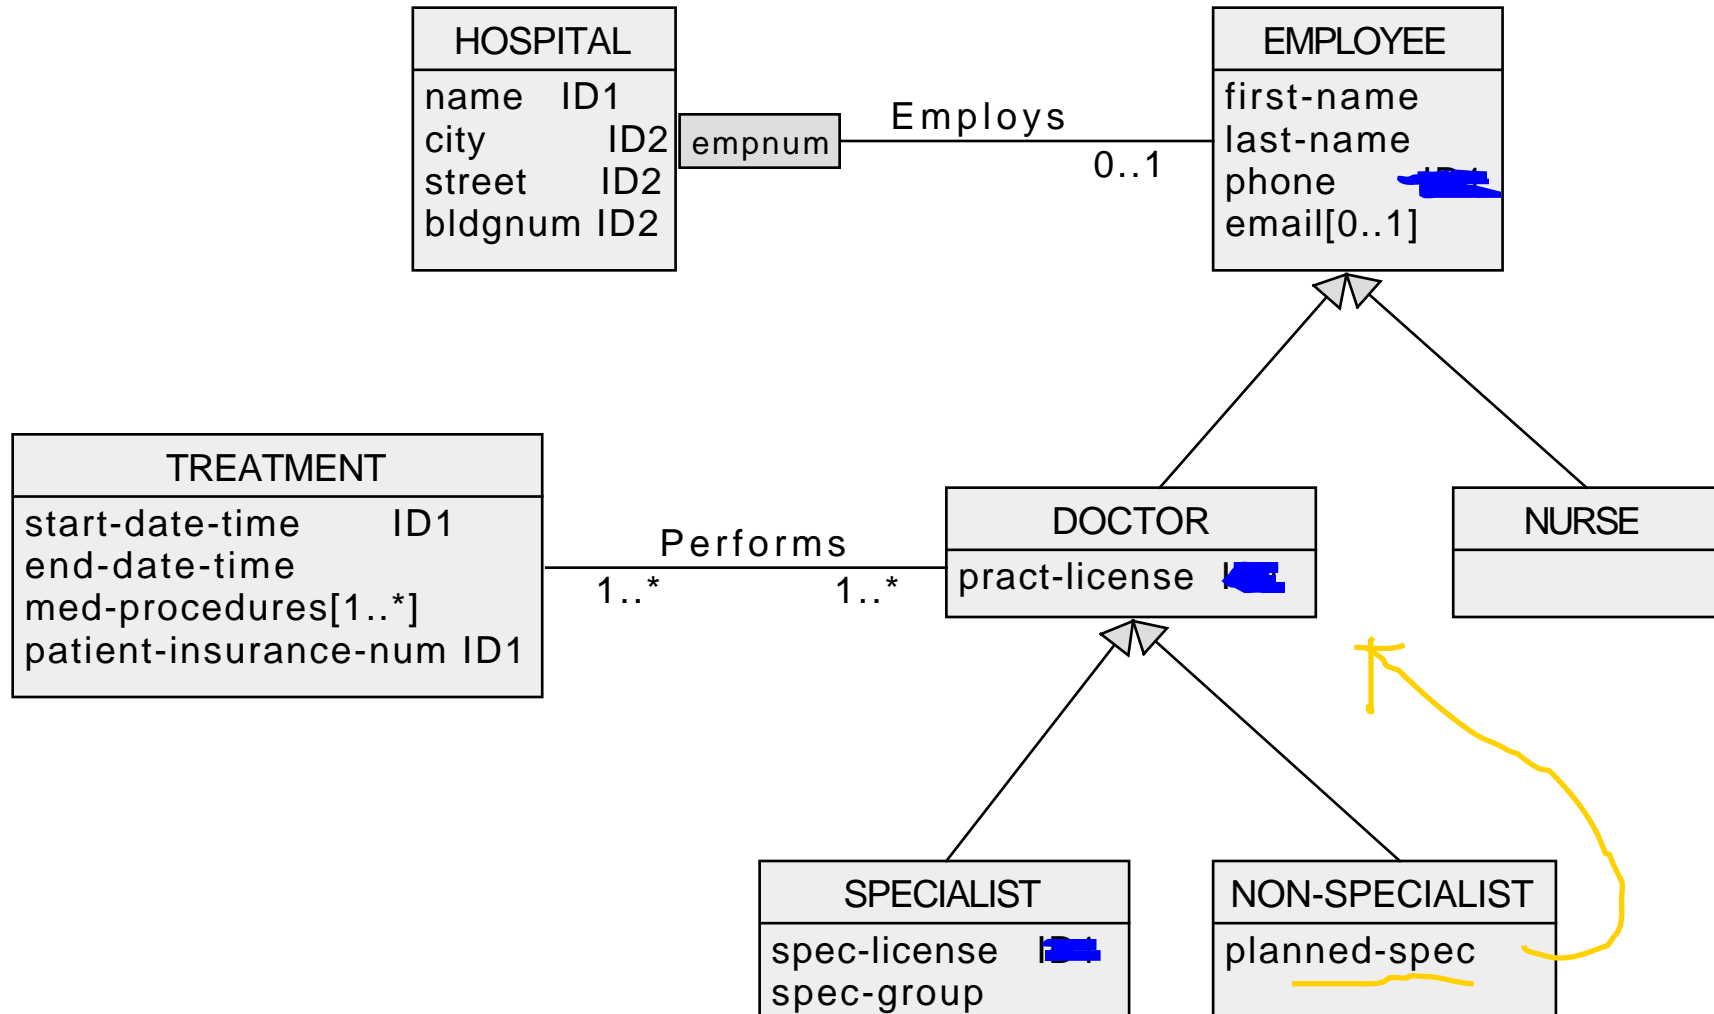 HOSPITAL
name ID1
city ID2
street ID2
bldgnum ID2
empnum
Employs
0..1
EMPLOYEE
first-name
last-name
phone
email[0..1]
TREATMENT
start-date-time ID1
end-date-time
med-procedures[1..*]
patient-insurance-num ID1
Performs
1..* 1..*
DOCTOR
pract-license
NURSE
SPECIALIST
spec-license
spec-group
NON-SPECIALIST
planned-spec